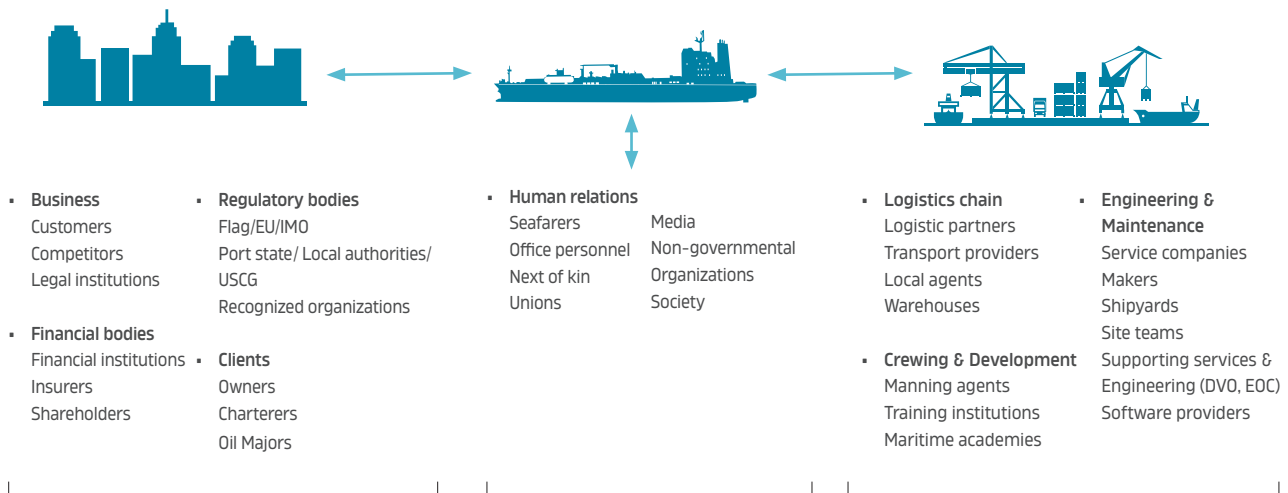 ▪ Business
Customers
Competitors
Legal institutions
▪ Financial bodies
Financial institutions
Insurers
Shareholders
▪ Regulatory bodies
Flag/EU/IMO
Port state/ Local authorities/
USCG
Recognized organizations
▪ Clients
Owners
Charterers
Oil Majors
▪ Human relations
Seafarers
Office personnel
Next of kin
Unions
Media
Non-governmental
Organizations
Society
▪ Logistics chain
Logistic partners
Transport providers
Local agents
Warehouses
▪ Crewing & Development
Manning agents
Training institutions
Maritime academies
▪ Engineering &
Maintenance
Service companies
Makers
Shipyards
Site teams
Supporting services &
Engineering (DVO, EOC)
Software providers